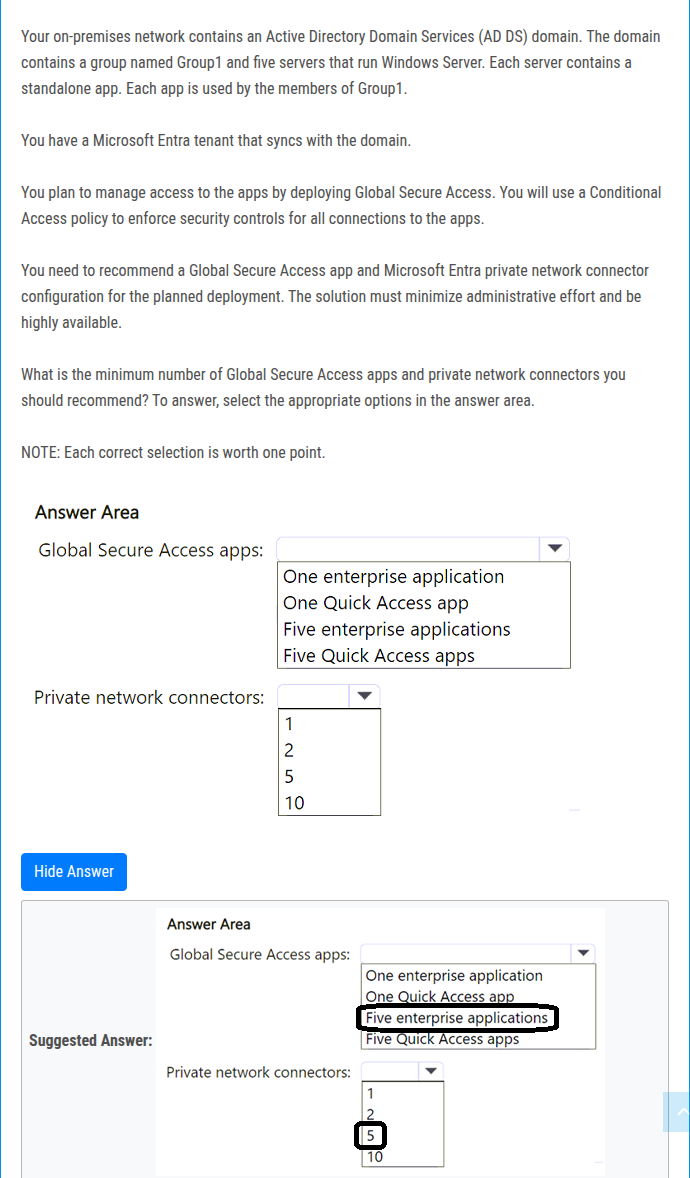 Your on-premises network contains an Active Directory Domain Services (AD DS) domain. The domain
contains a group named Group1 and five servers that run Windows Server. Each server contains a
standalone app. Each app is used by the members of Group1.
You have a Microsoft Entra tenant that syncs with the domain.
You plan to manage access to the apps by deploying Global Secure Access. You will use a Conditional
Access policy to enforce security controls for all connections to the apps.
You need to recommend a Global Secure Access app and Microsoft Entra private network connector
configuration for the planned deployment. The solution must minimize administrative effort and be
highly available.
What is the minimum number of Global Secure Access apps and private network connectors you
should recommend? To answer, select the appropriate options in the answer area.
NOTE: Each correct selection is worth one point.
Answer Area
Global Secure Access apps:
One enterprise application
One Quick Access app
Five enterprise applications
Five Quick Access apps
Private network connectors:
1
2
5
10
Hide Answer
Suggested Answer:
Answer Area
Global Secure Access apps:
One enterprise application
One Quick Access app
Five enterprise applications
Five Quick Access apps
Private network connectors:
1
2
5
10